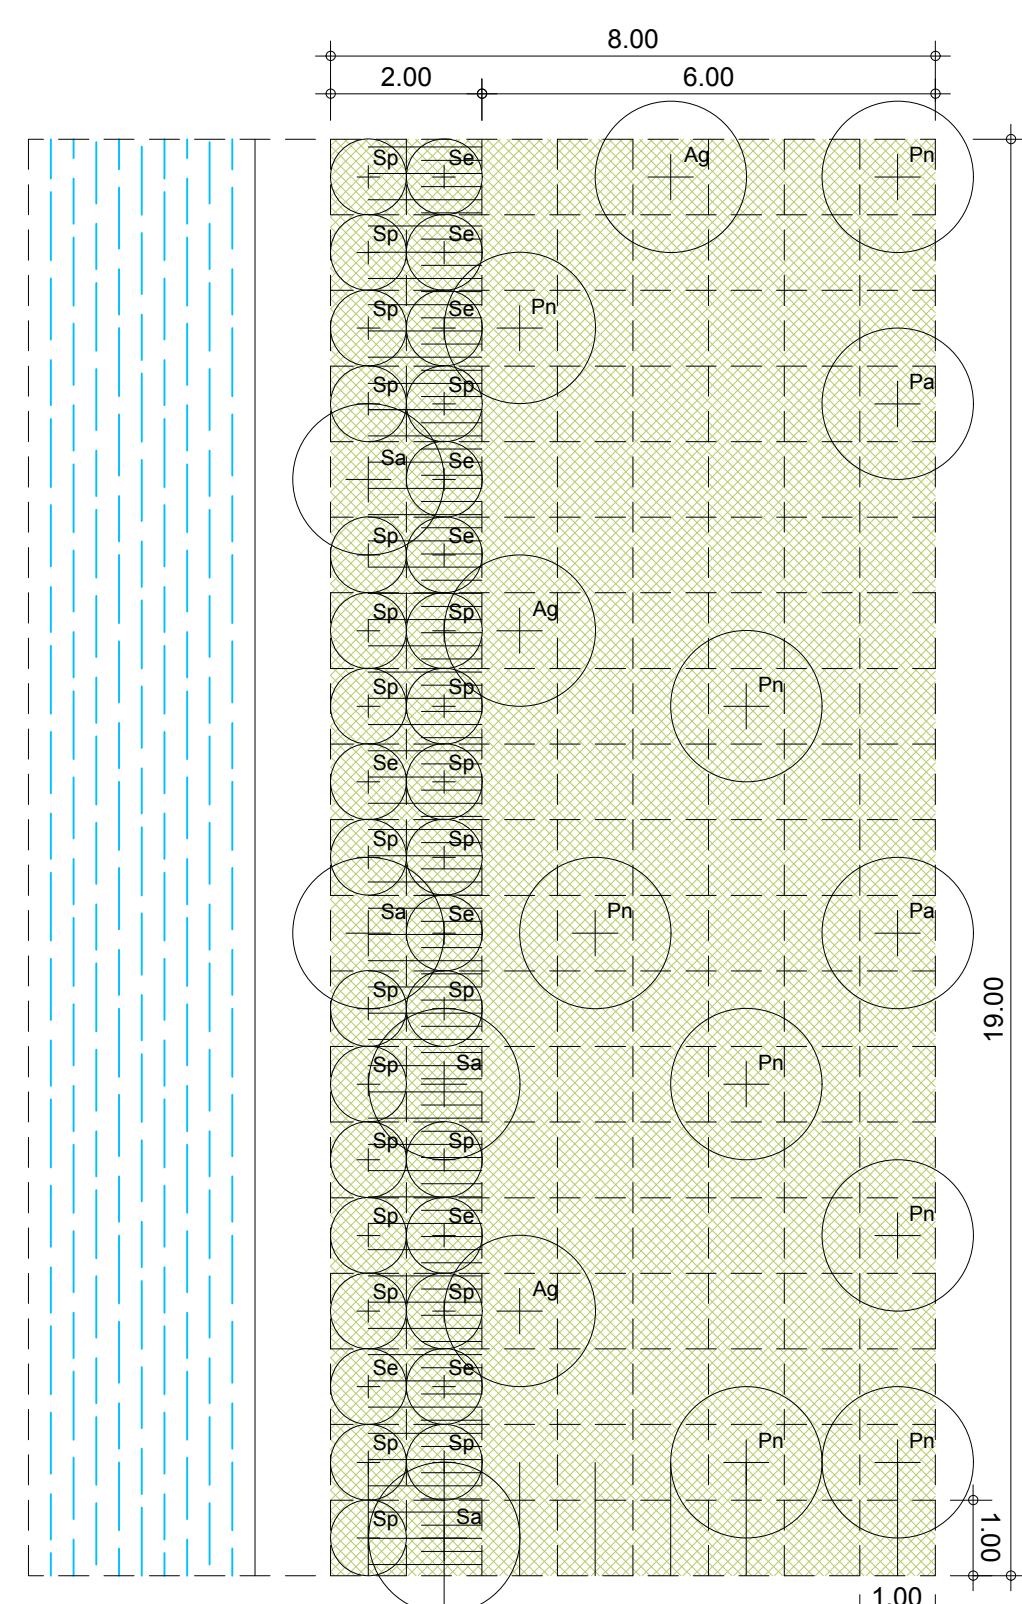 8.00
2.00 6.00
Sp Se Ag Pn
Sp Se
Sp Se Pn
Sp Sp Pa
Sa Se
Sp Se
Sp Sp Ag
Sp Sp Pn
Se Sp
Sp Sp
Sa Se Pn Pa
Sp Sp
19.00
Sp Sa Pn
Sp Sp
Sp Se Pn
Sp Sp Ag
Se Se
Sp Sp Pn Pn
Sp Sa
1.00
1.00